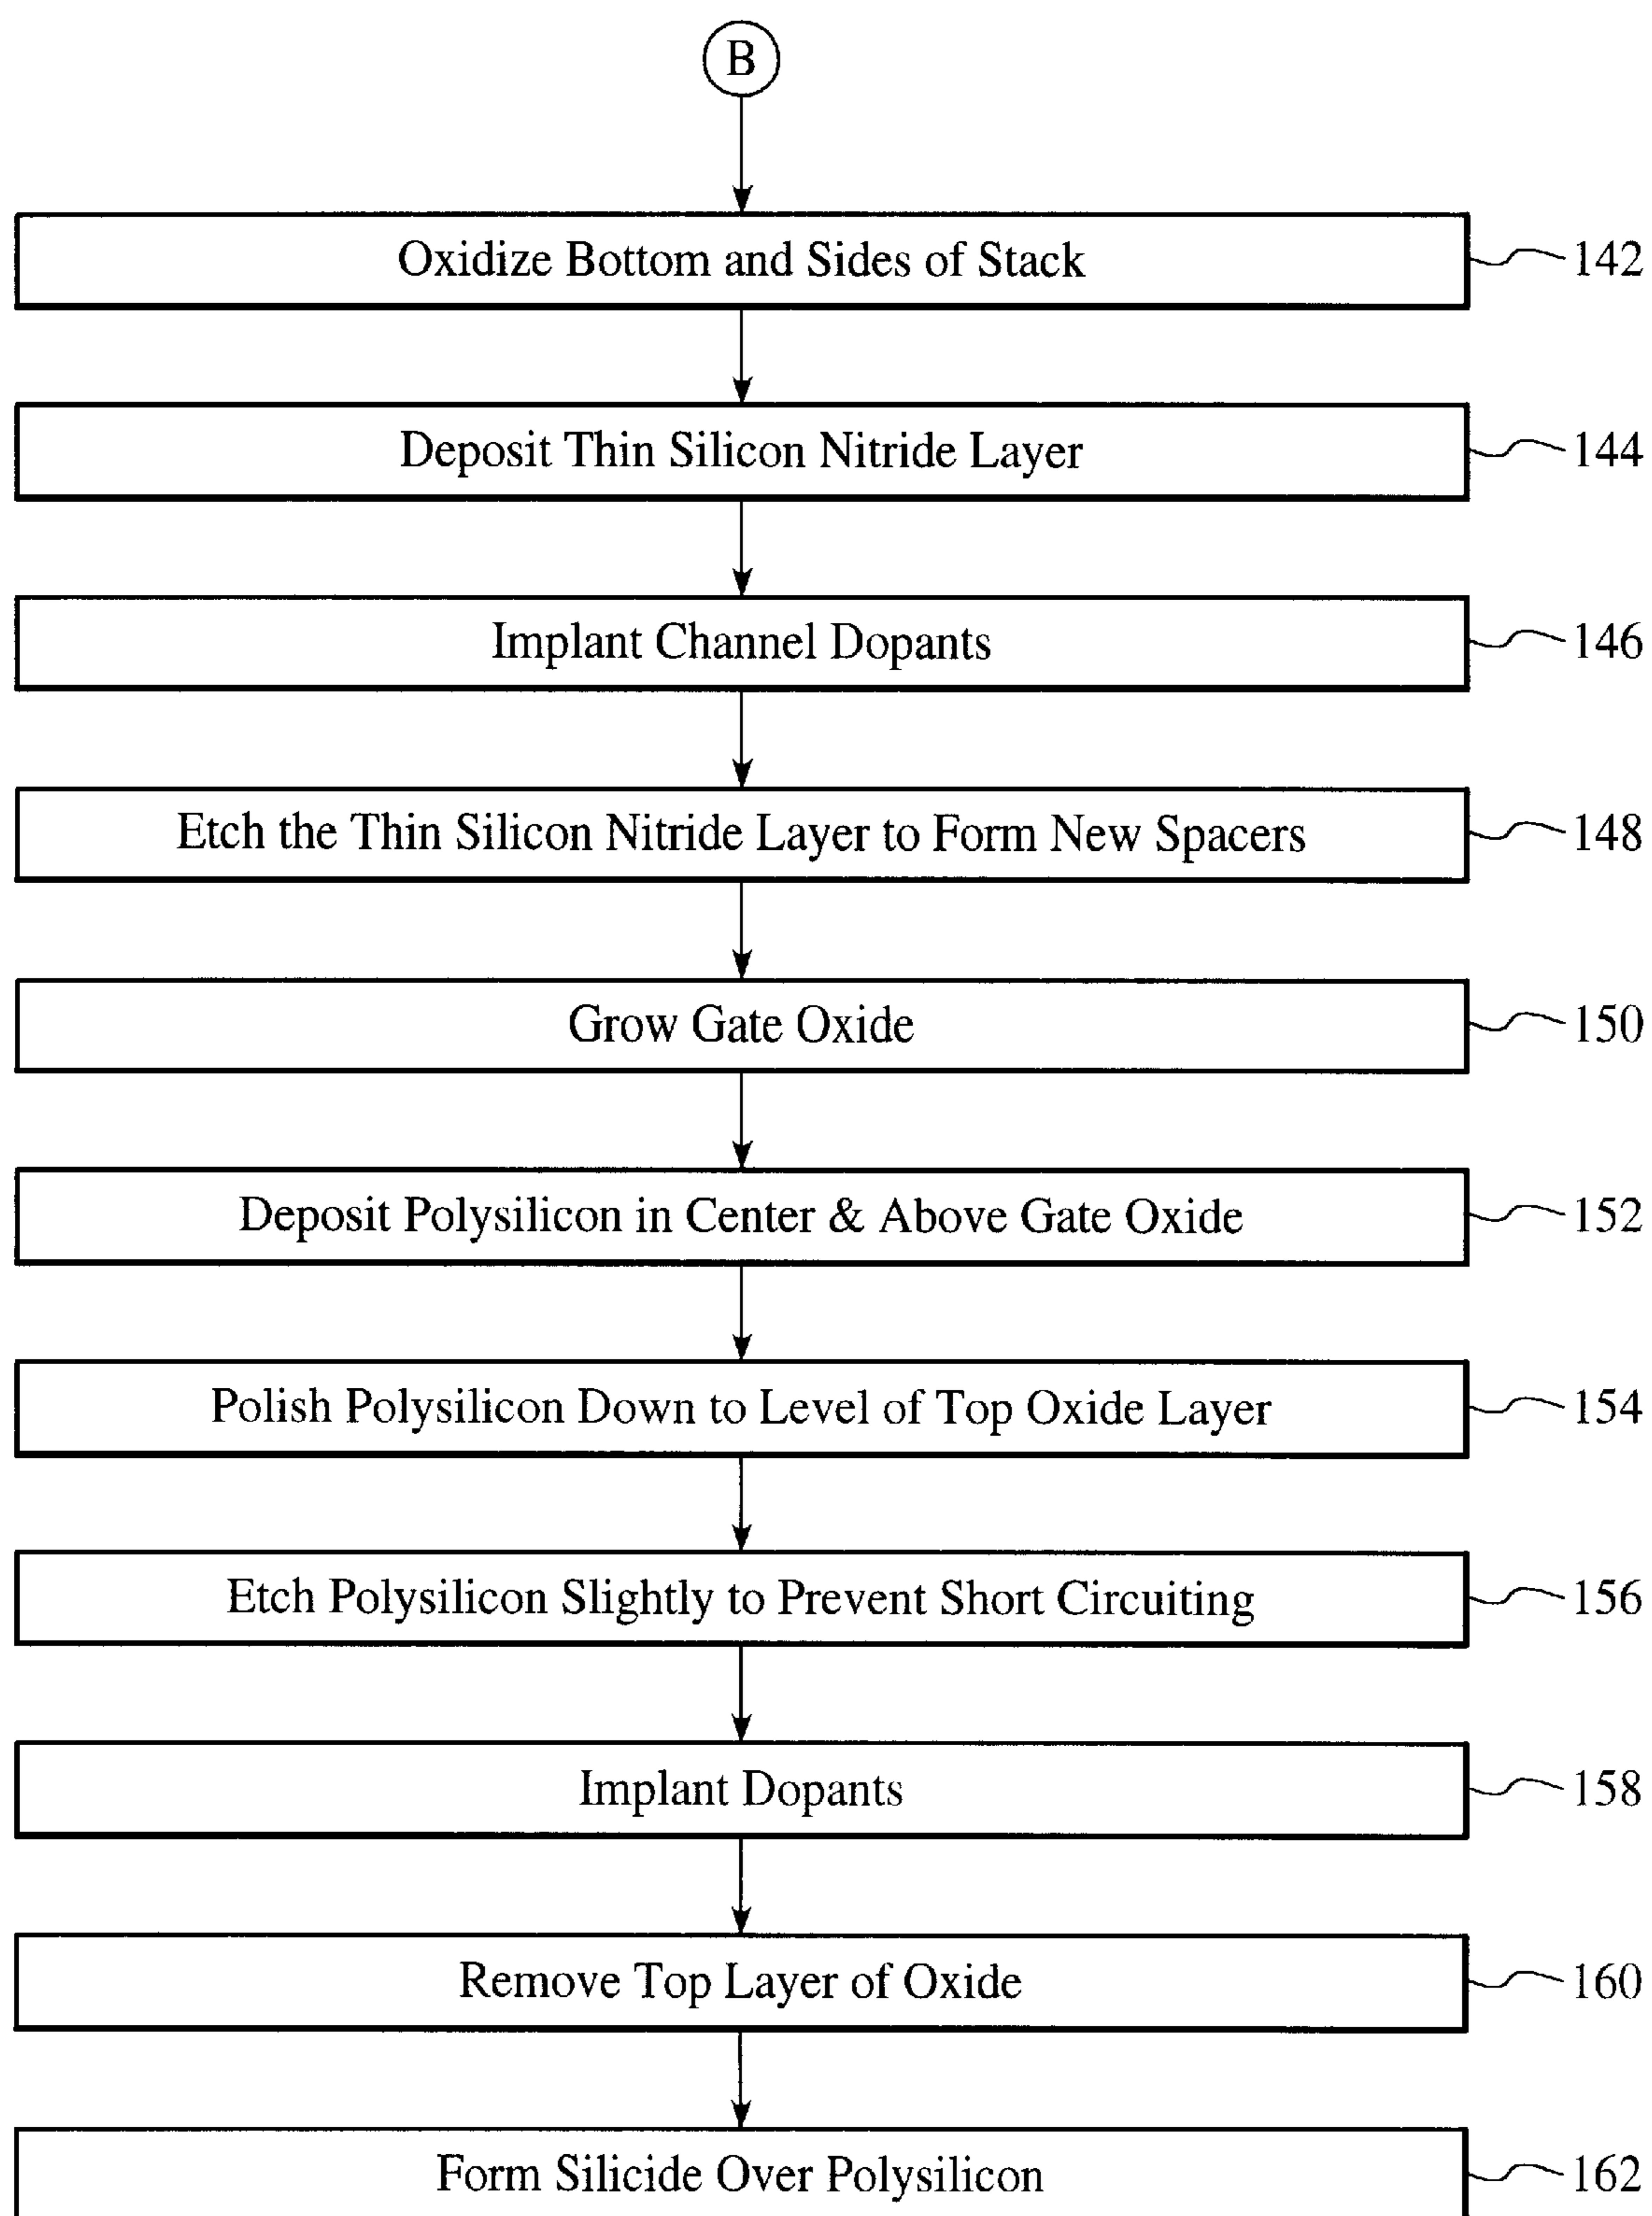 B
Oxidize Bottom and Sides of Stack 142
Deposit Thin Silicon Nitride Layer 144
Implant Channel Dopants 146
Etch the Thin Silicon Nitride Layer to Form New Spacers 148
Grow Gate Oxide 150
Deposit Polysilicon in Center & Above Gate Oxide 152
Polish Polysilicon Down to Level of Top Oxide Layer 154
Etch Polysilicon Slightly to Prevent Short Circuiting 156
Implant Dopants 158
Remove Top Layer of Oxide 160
Form Silicide Over Polysilicon 162